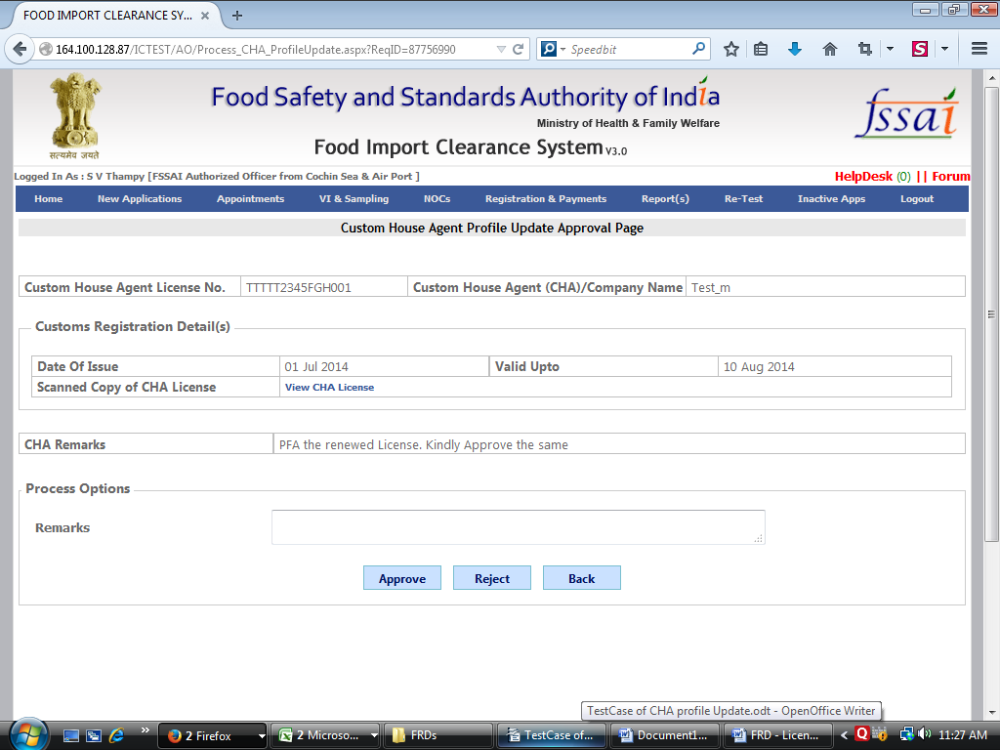 FOOD IMPORT CLEARANCE SY...
164.100.128.87/ICTEST/AO/Process_CHA_ProfileUpdate.aspx?ReqID=87756990
Speedbit
S
सत्यमेव जयते
Food Safety and Standards Authority of India
Ministry of Health & Family Welfare
Food Import Clearance System V3.0
fssai
Logged In As : S V Thampy [FSSAI Authorized Officer from Cochin Sea & Air Port ]
HelpDesk (0) || Forum
Home New Applications Appointments VI & Sampling NOCs Registration & Payments Report(s) Re-Test Inactive Apps Logout
Custom House Agent Profile Update Approval Page
Custom House Agent License No. TTTTT2345FGH001 Custom House Agent (CHA)/Company Name Test_m
Customs Registration Detail(s)
Date Of Issue 01 Jul 2014 Valid Upto 10 Aug 2014
Scanned Copy of CHA License View CHA License
CHA Remarks PFA the renewed License. Kindly Approve the same
Process Options
Remarks
Approve Reject Back
TestCase of CHA profile Update.odt - OpenOffice Writer
2 Firefox 2 Microso... FRDs TestCase of... Document1... FRD - Licen... 11:27 AM